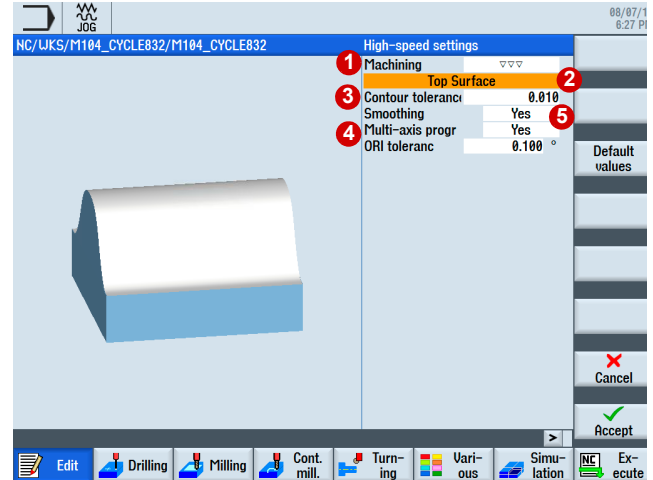 JOG
08/07/1
6:27 P
NC/WKS/M104_CYCLE832/M104_CYCLE832
High-speed settings
1
Machining
▽▽▽
Top Surface
2
3
Contour tolerance
0.010
Smoothing
Yes
5
4
Multi-axis progr
Yes
ORI toleranc
0.100 °
Default
values
Cancel
Accept
>
Edit
Drilling
Milling
Cont.
mill.
Turn-
ing
Vari-
ous
Simu-
lation
NC
Ex-
ecute